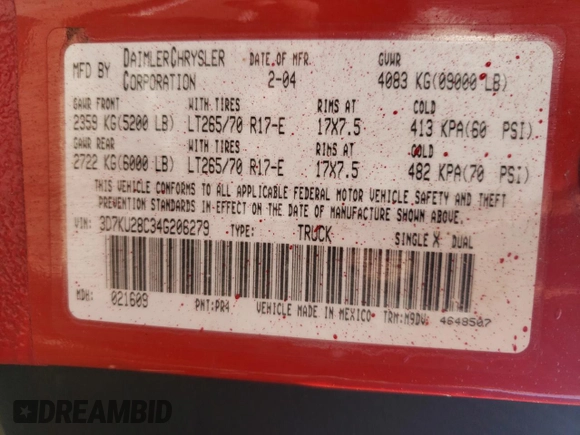 MFD BY DAIMLERCHRYSLER CORPORATION DATE OF MFR. 2-04 GVWR 4083 KG(09000 LB)
GAWR FRONT WITH TIRES RIMS AT COLD
2359 KG(5200 LB) LT265/70 R17-E 17X7.5 413 KPA(60 PSI)
GAWR REAR WITH TIRES RIMS AT COLD
2722 KG(6000 LB) LT265/70 R17-E 17X7.5 482 KPA(70 PSI)
THIS VEHICLE CONFORMS TO ALL APPLICABLE FEDERAL MOTOR VEHICLE SAFETY AND THEFT
PREVENTION STANDARDS IN-EFFECT ON THE DATE OF MANUFACTURE SHOWN ABOVE.
VIN: 3D7KU28C34G206279 TYPE: TRUCK SINGLE X DUAL
MDH: 021609 PNT:PR4 VEHICLE MADE IN MEXICO TRM:M9DV 4648507
DREAMBID